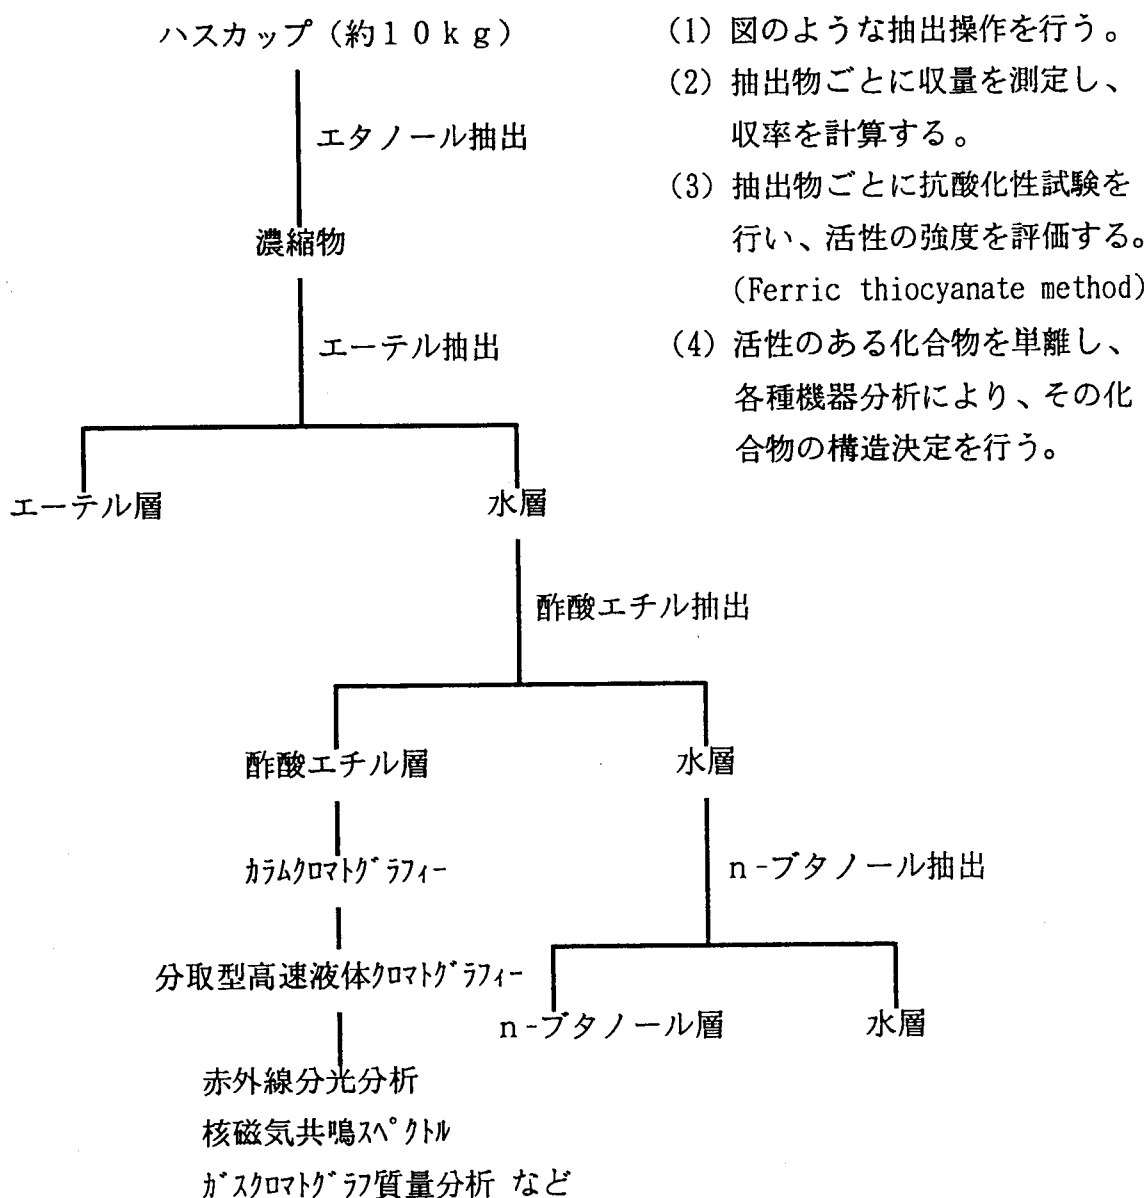 ハスカップ（約１０ｋｇ）
エタノール抽出
濃縮物
エーテル抽出
エーテル層
水層
酢酸エチル抽出
酢酸エチル層
水層
ｶﾗﾑｸﾛﾏﾄｸﾞﾗﾌｨｰ
n-ブタノール抽出
分取型高速液体ｸﾛﾏﾄｸﾞﾗﾌｨｰ
n-ブタノール層
水層
赤外線分光分析
核磁気共鳴ｽﾍﾟｸﾄﾙ
ｶﾞｽｸﾛﾏﾄｸﾞﾗﾌ質量分析 など
(1) 図のような抽出操作を行う。
(2) 抽出物ごとに収量を測定し、
収率を計算する。
(3) 抽出物ごとに抗酸化性試験を
行い、活性の強度を評価する。
(Ferric thiocyanate method)
(4) 活性のある化合物を単離し、
各種機器分析により、その化
合物の構造決定を行う。